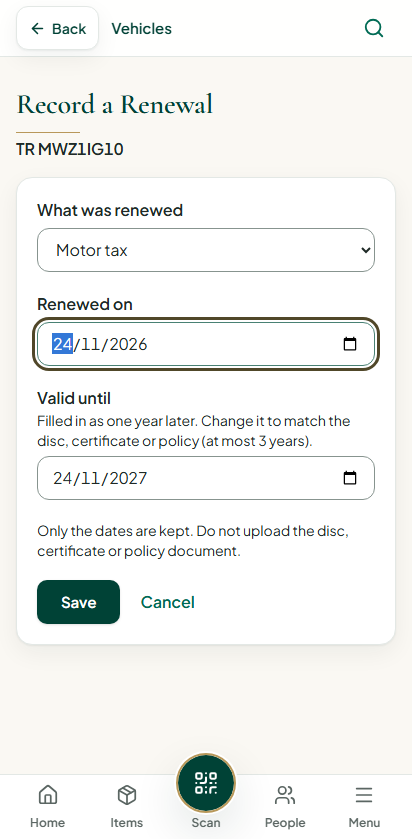 Back Vehicles
Record a Renewal
TR MWZ1IG10
What was renewed
Motor tax
Renewed on
24/11/2026
Valid until
Filled in as one year later. Change it to match the
disc, certificate or policy (at most 3 years).
24/11/2027
Only the dates are kept. Do not upload the disc,
certificate or policy document.
Save Cancel
Home Items Scan People Menu